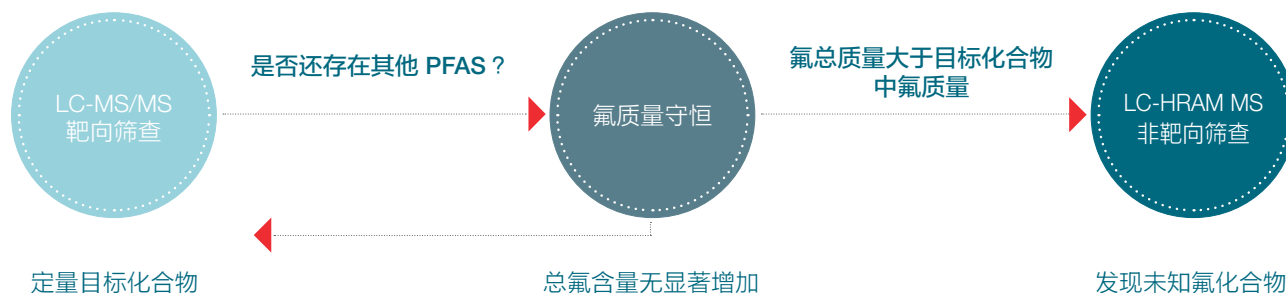 LC-MS/MS
靶向筛查
是否还存在其他 PFAS？
氟质量守恒
氟总质量大于目标化合物
中氟质量
LC-HRAM MS
非靶向筛查
定量目标化合物
总氟含量无显著增加
发现未知氟化合物